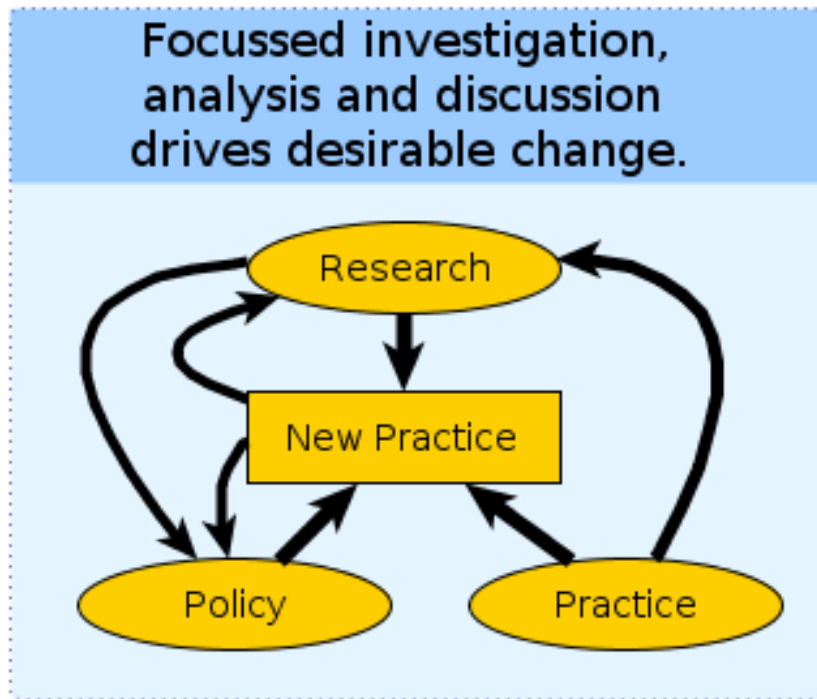 Focussed investigation,
analysis and discussion
drives desirable change.
Research
New Practice
Policy
Practice